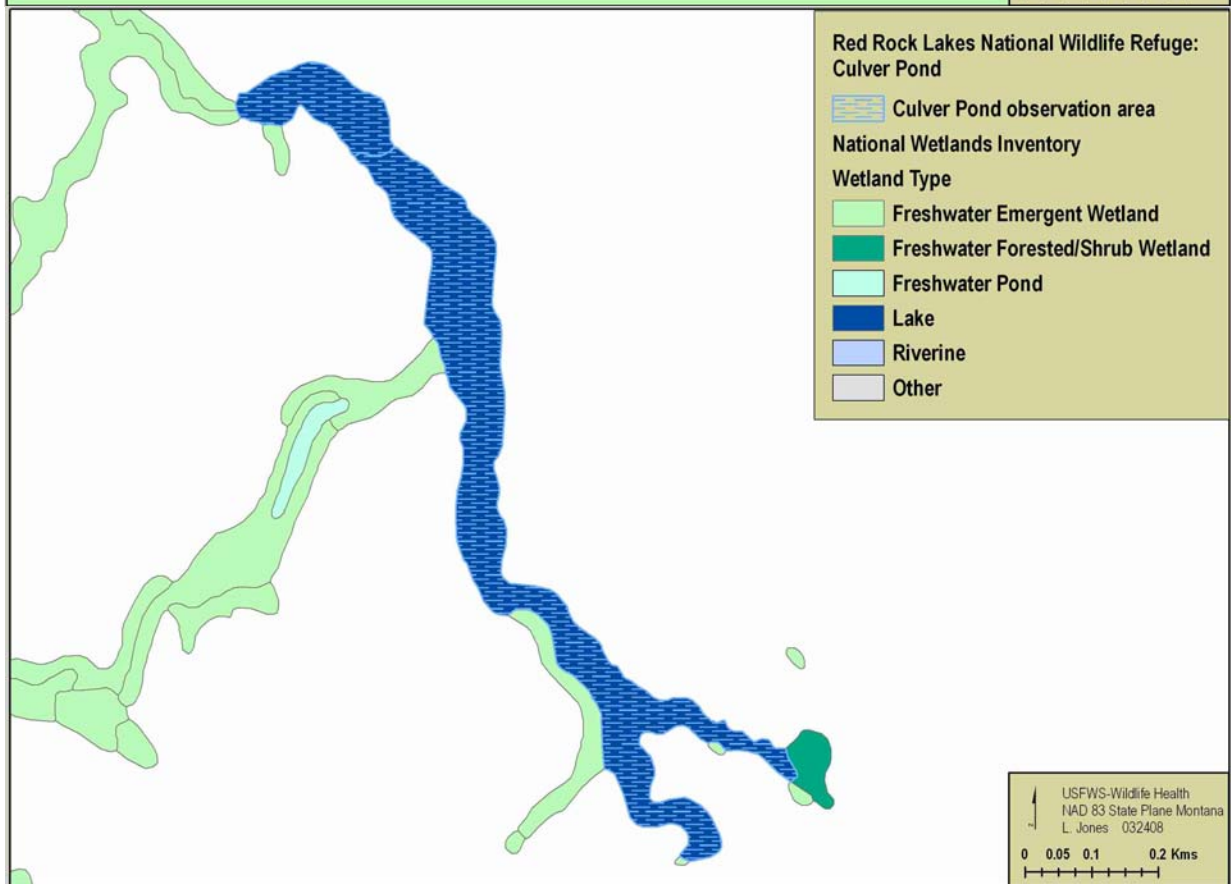 Red Rock Lakes National Wildlife Refuge:
Culver Pond
Culver Pond observation area
National Wetlands Inventory
Wetland Type
Freshwater Emergent Wetland
Freshwater Forested/Shrub Wetland
Freshwater Pond
Lake
Riverine
Other
USFWS-Wildlife Health
NAD 83 State Plane Montana
L. Jones 032408
0 0.05 0.1 0.2 Kms